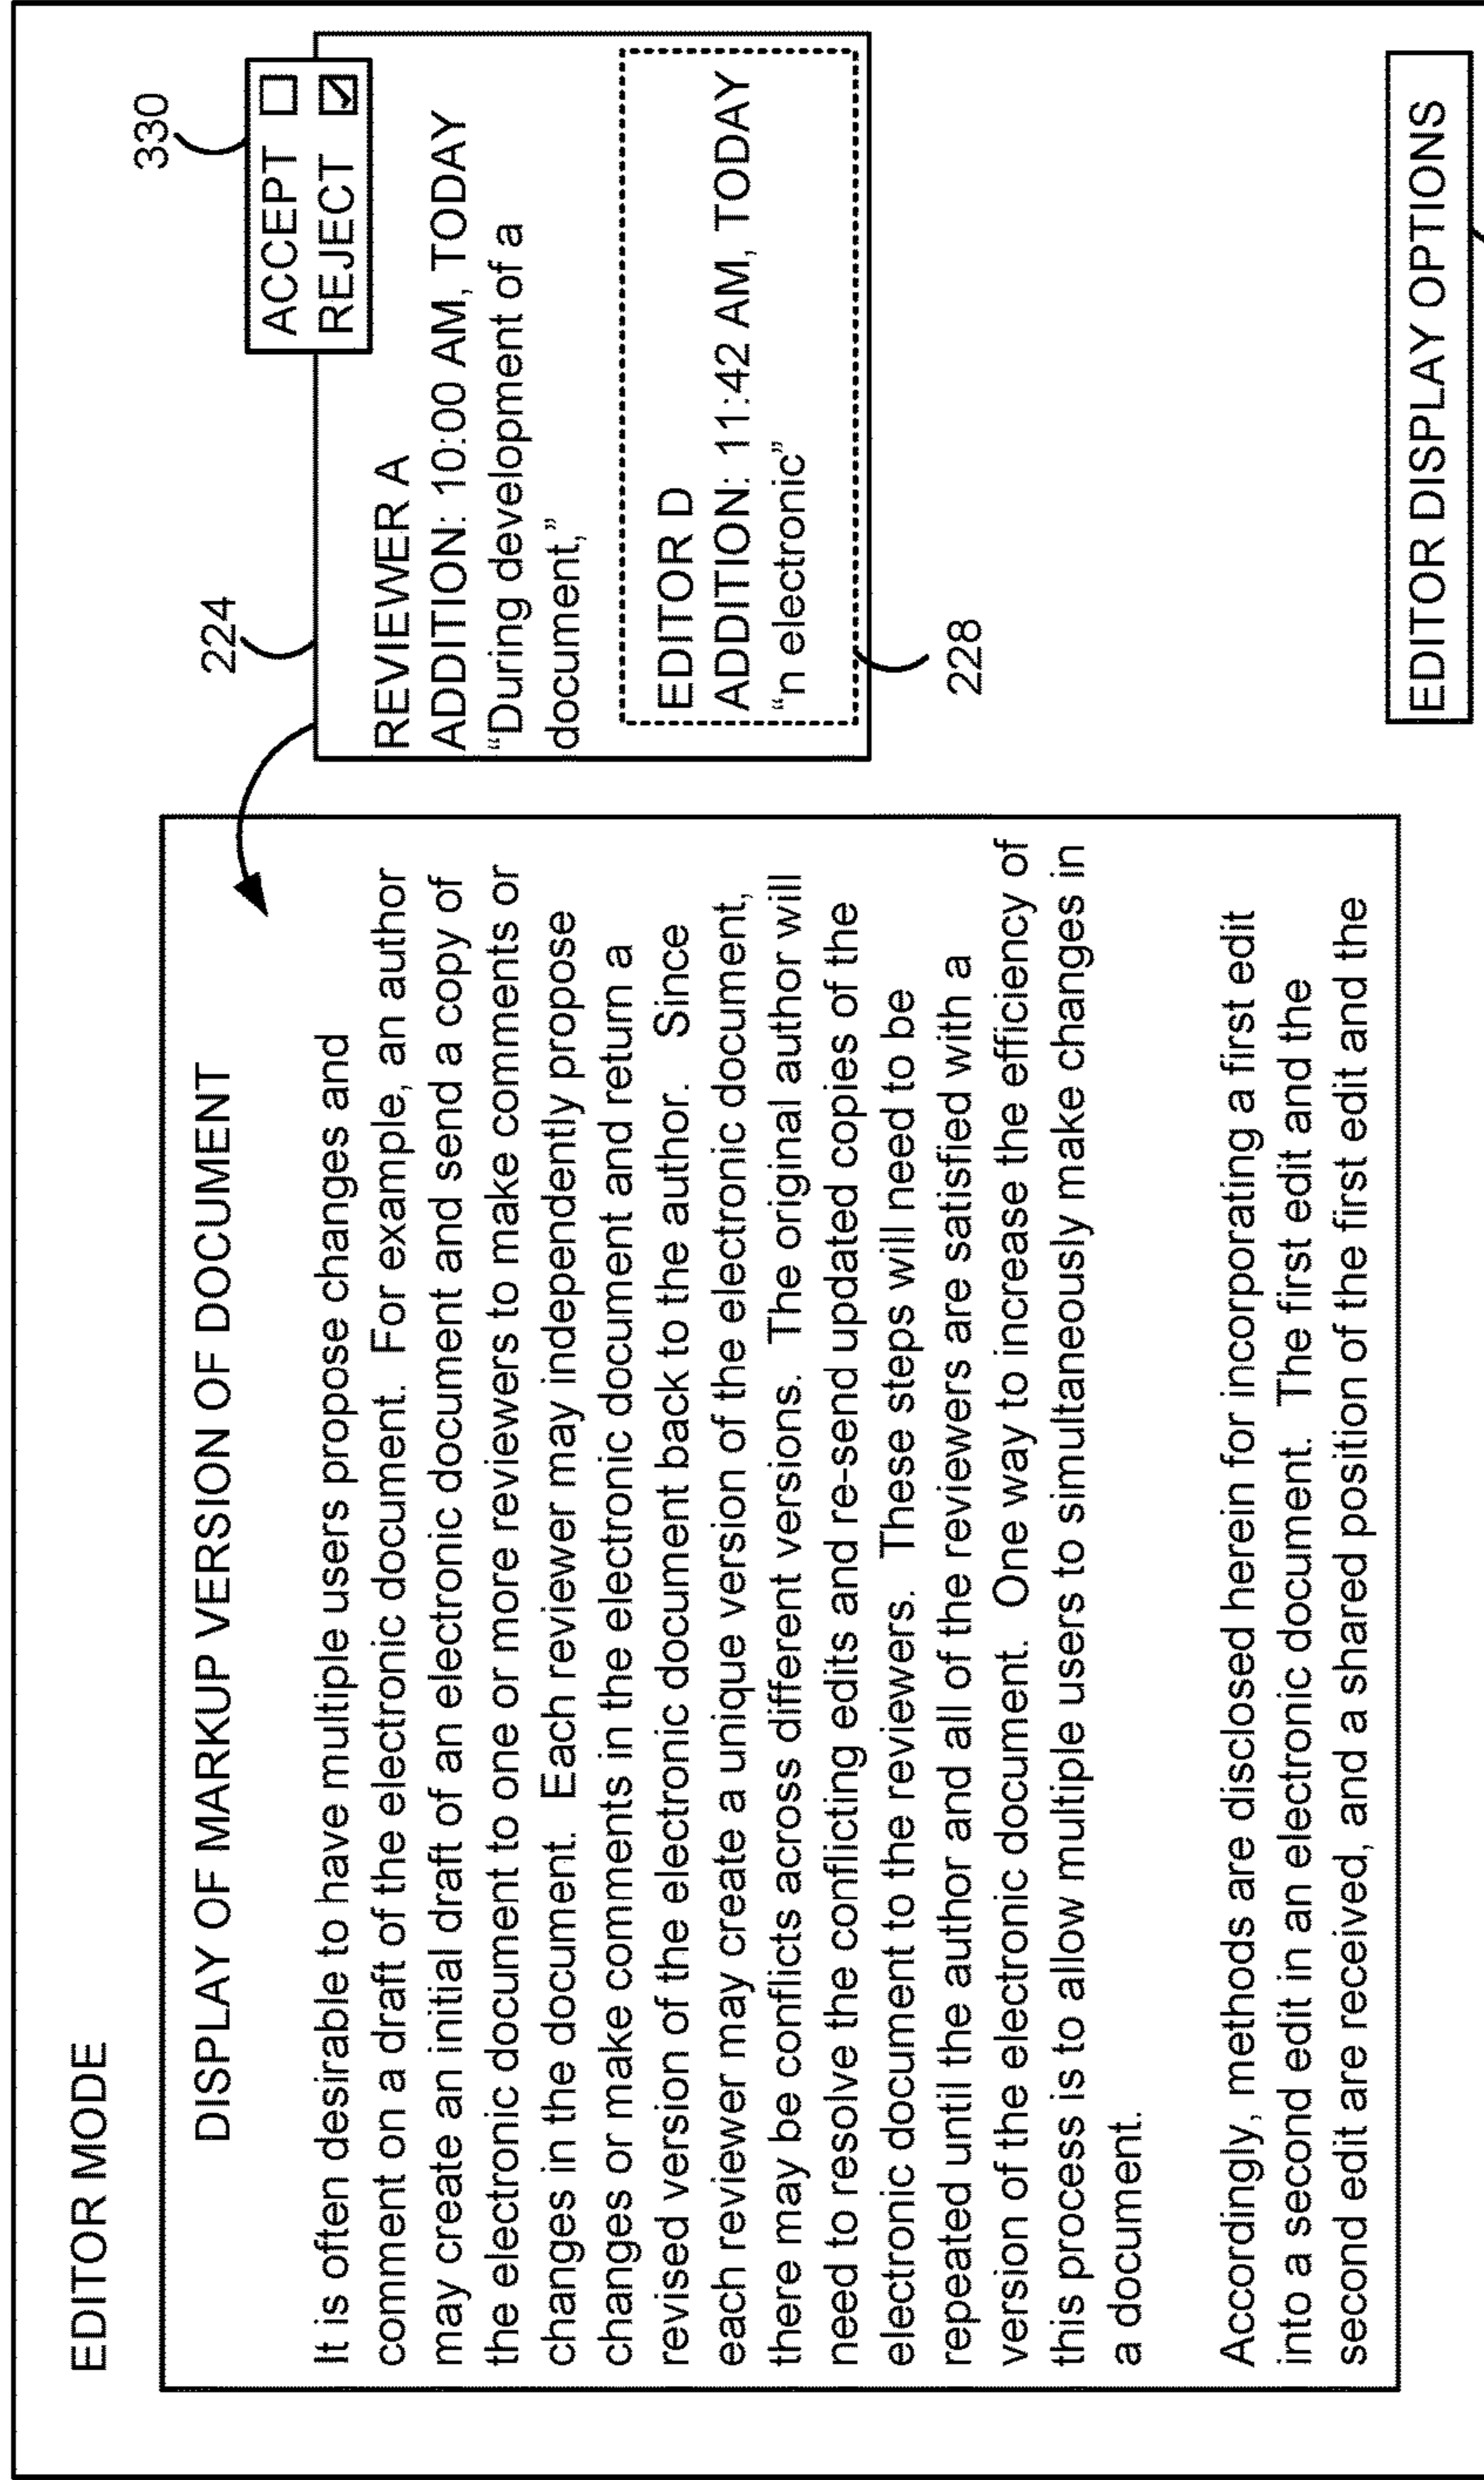 EDITOR MODE
DISPLAY OF MARKUP VERSION OF DOCUMENT
It is often desirable to have multiple users propose changes and
comment on a draft of the electronic document. For example, an author
may create an initial draft of an electronic document and send a copy of
the electronic document to one or more reviewers to make comments or
changes in the document. Each reviewer may independently propose
changes or make comments in the electronic document and return a
revised version of the electronic document back to the author. Since
each reviewer may create a unique version of the electronic document,
there may be conflicts across different versions. The original author will
need to resolve the conflicting edits and re-send updated copies of the
electronic document to the reviewers. These steps will need to be
repeated until the author and all of the reviewers are satisfied with a
version of the electronic document. One way to increase the efficiency of
this process is to allow multiple users to simultaneously make changes in
a document.
Accordingly, methods are disclosed herein for incorporating a first edit
into a second edit in an electronic document. The first edit and the
second edit are received, and a shared position of the first edit and the
330
ACCEPT
REJECT
224
REVIEWER A
ADDITION: 10:00 AM, TODAY
“During development of a
document,”
EDITOR D
ADDITION: 11:42 AM, TODAY
“n electronic”
228
EDITOR DISPLAY OPTIONS